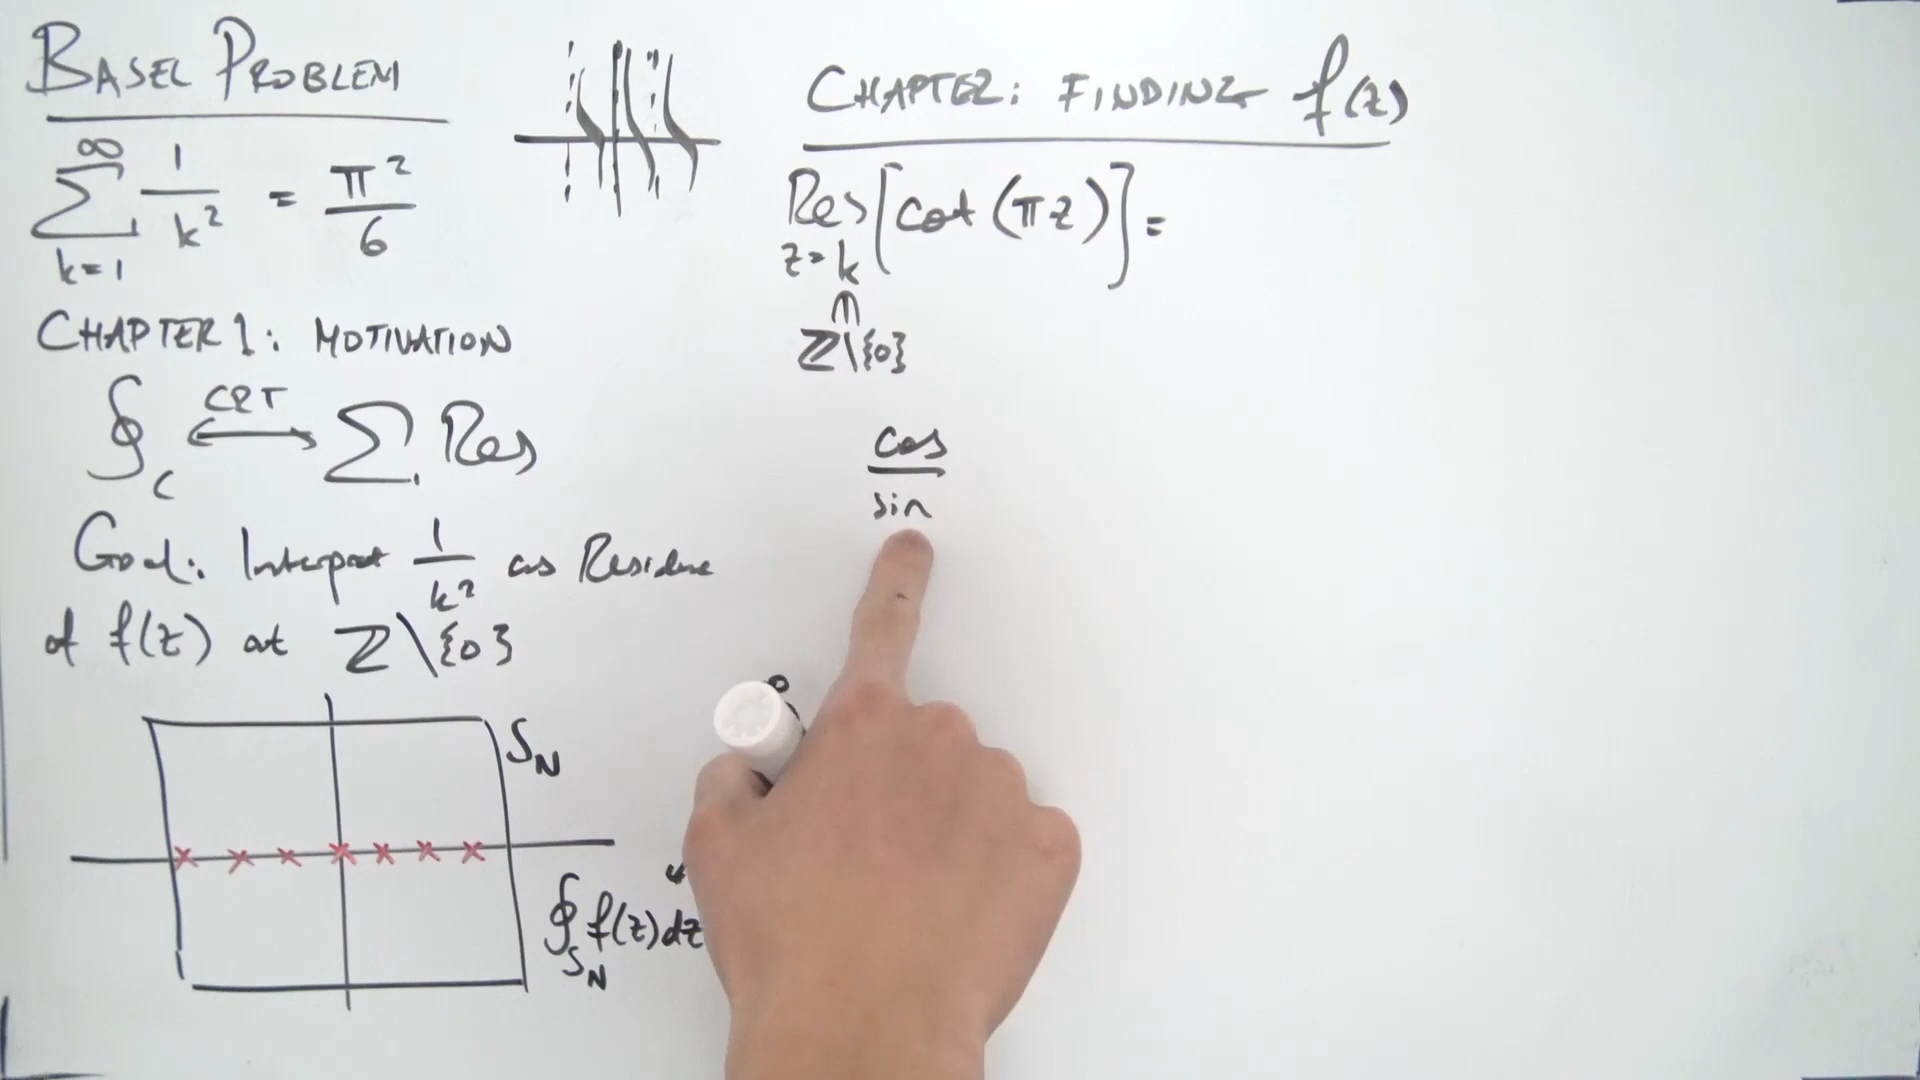 BASEL PROBLEM
∞
∑ 1/k² = π²/6
k=1
CHAPTER 1: MOTIVATION
∮_C ⟷ ∑ Res
CRT
Goal: Interpret 1/k² as Residue
of f(z) at ℤ\{0}
S_N
∮_{S_N} f(z) dz
CHAPTER: FINDING f(z)
Res [cot(πz)] =
z=k
ℤ\{0}
cos
sin